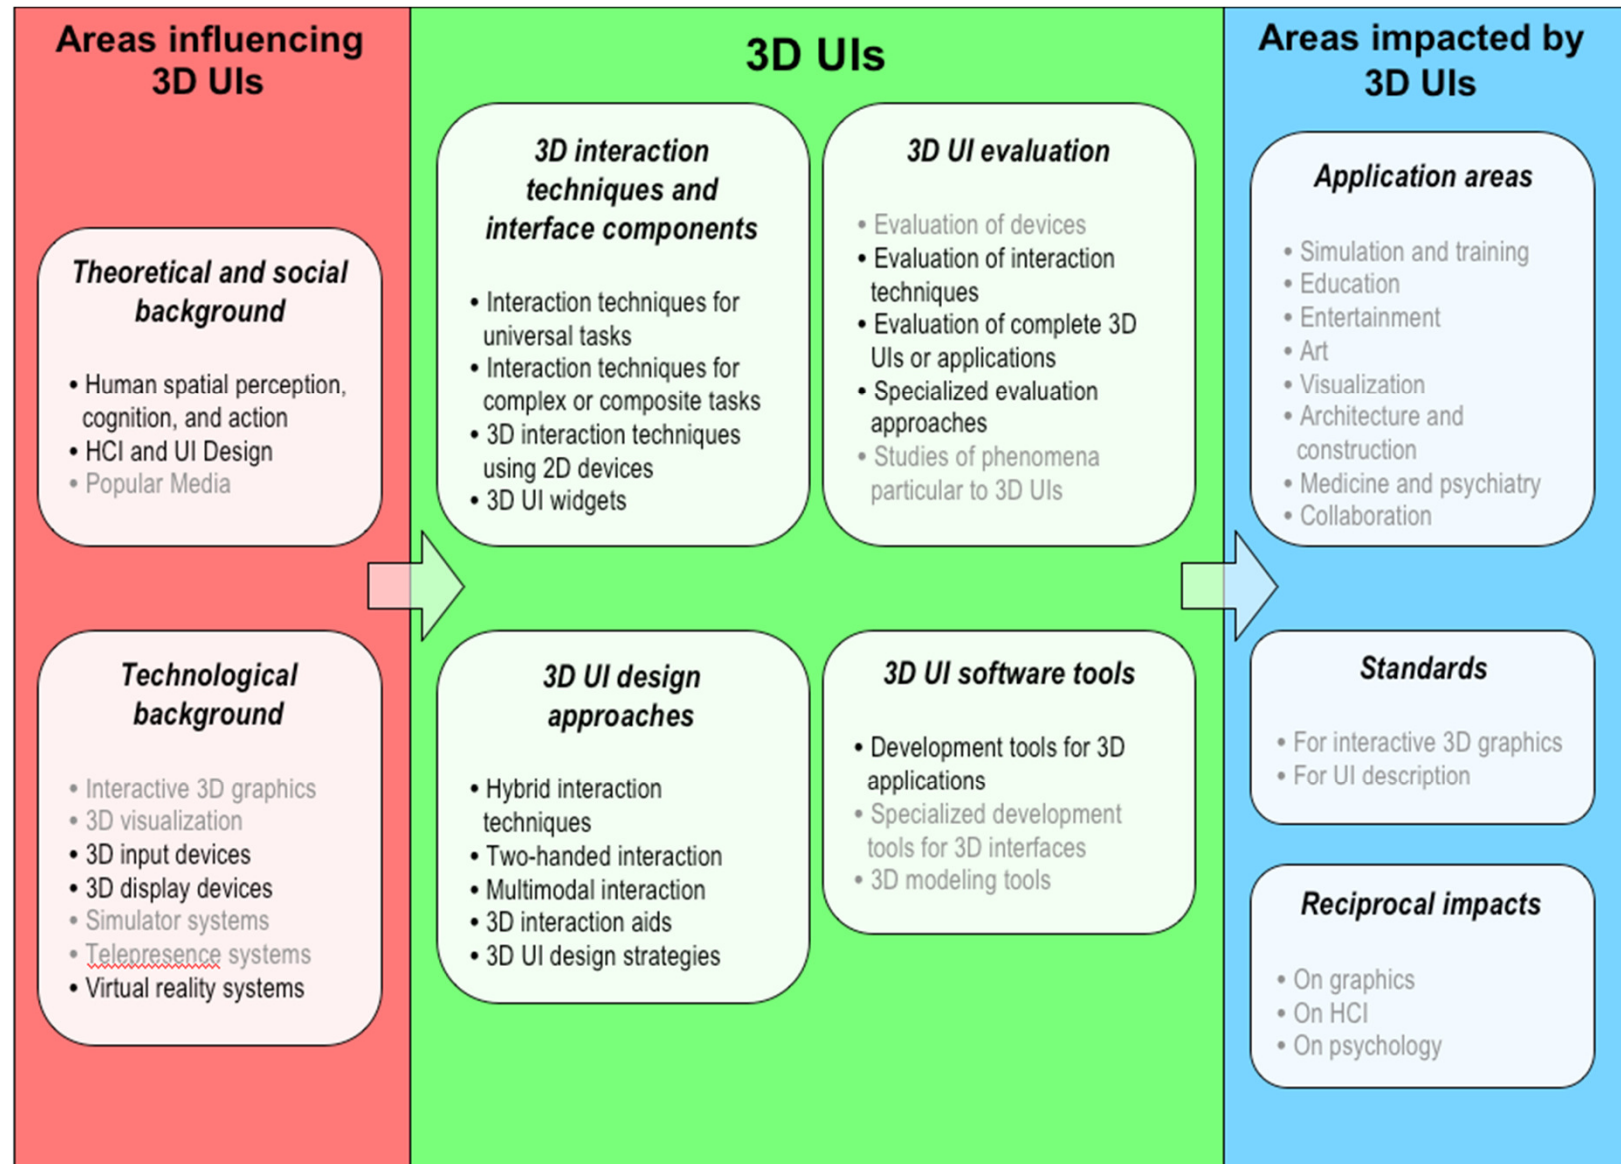 Areas influencing
3D UIs
Theoretical and social
background
• Human spatial perception,
cognition, and action
• HCI and UI Design
• Popular Media
Technological
background
• Interactive 3D graphics
• 3D visualization
• 3D input devices
• 3D display devices
• Simulator systems
• Telepresence systems
• Virtual reality systems
3D UIs
3D interaction
techniques and
interface components
• Interaction techniques for
universal tasks
• Interaction techniques for
complex or composite tasks
• 3D interaction techniques
using 2D devices
• 3D UI widgets
3D UI evaluation
• Evaluation of devices
• Evaluation of interaction
techniques
• Evaluation of complete 3D
UIs or applications
• Specialized evaluation
approaches
• Studies of phenomena
particular to 3D UIs
3D UI design
approaches
• Hybrid interaction
techniques
• Two-handed interaction
• Multimodal interaction
• 3D interaction aids
• 3D UI design strategies
3D UI software tools
• Development tools for 3D
applications
• Specialized development
tools for 3D interfaces
• 3D modeling tools
Areas impacted by
3D UIs
Application areas
• Simulation and training
• Education
• Entertainment
• Art
• Visualization
• Architecture and
construction
• Medicine and psychiatry
• Collaboration
Standards
• For interactive 3D graphics
• For UI description
Reciprocal impacts
• On graphics
• On HCI
• On psychology